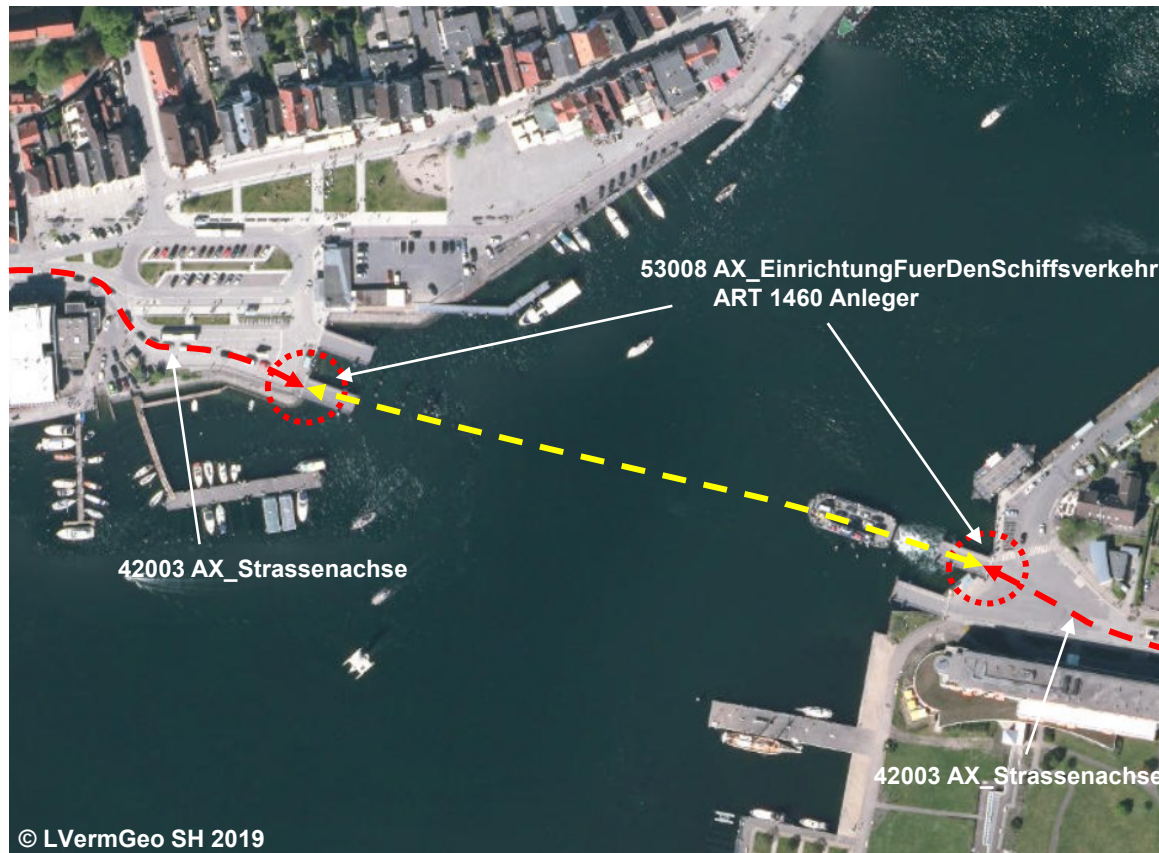 53008 AX_EinrichtungFuerDenSchiffsverkehr
ART 1460 Anleger
42003 AX_Strassenachse
42003 AX_Strassenachse
© LVermGeo SH 2019